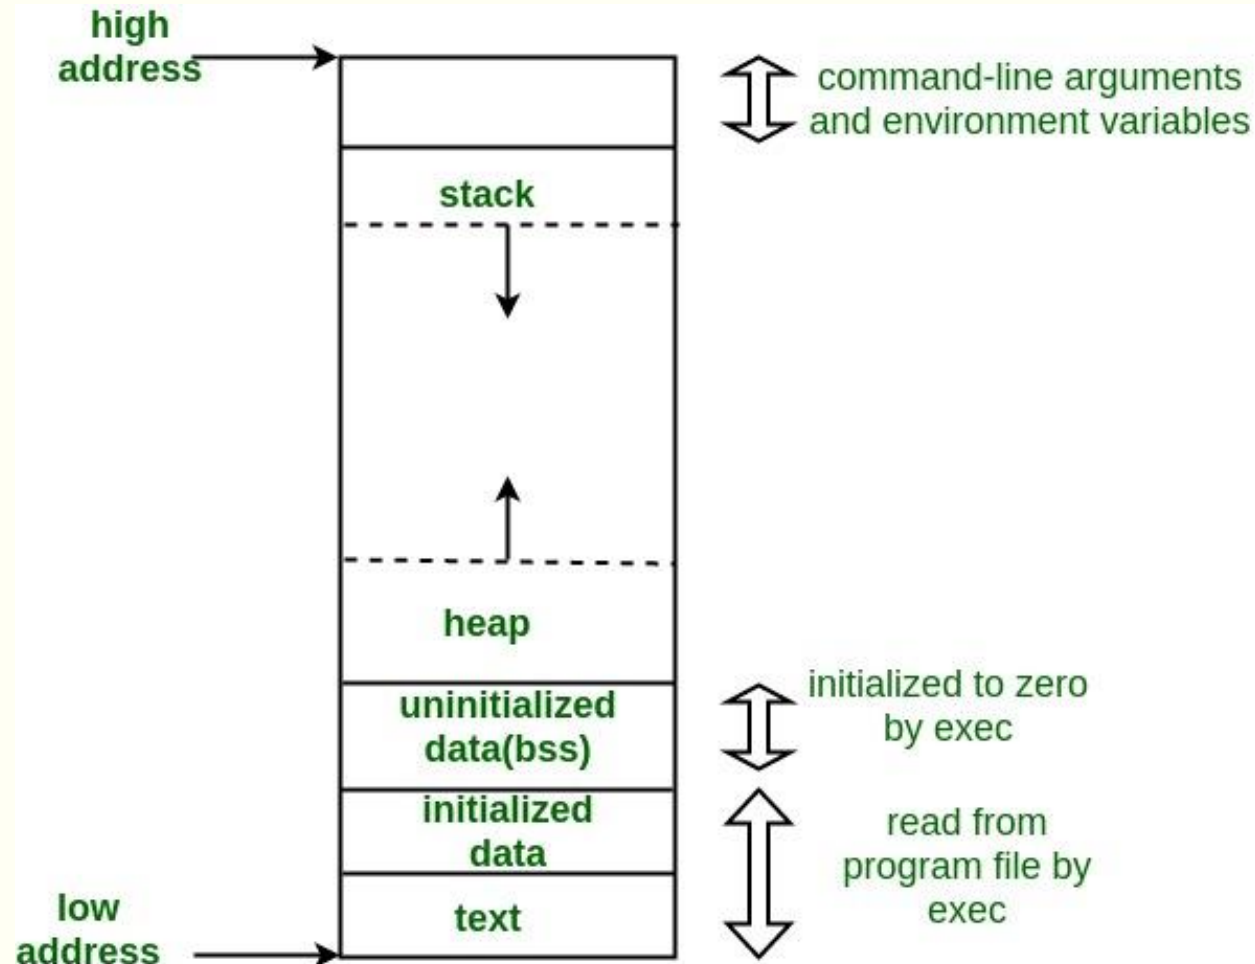 high
address
command-line arguments
and environment variables
stack
heap
uninitialized
data(bss)
initialized to zero
by exec
initialized
data
read from
program file by
exec
text
low
address